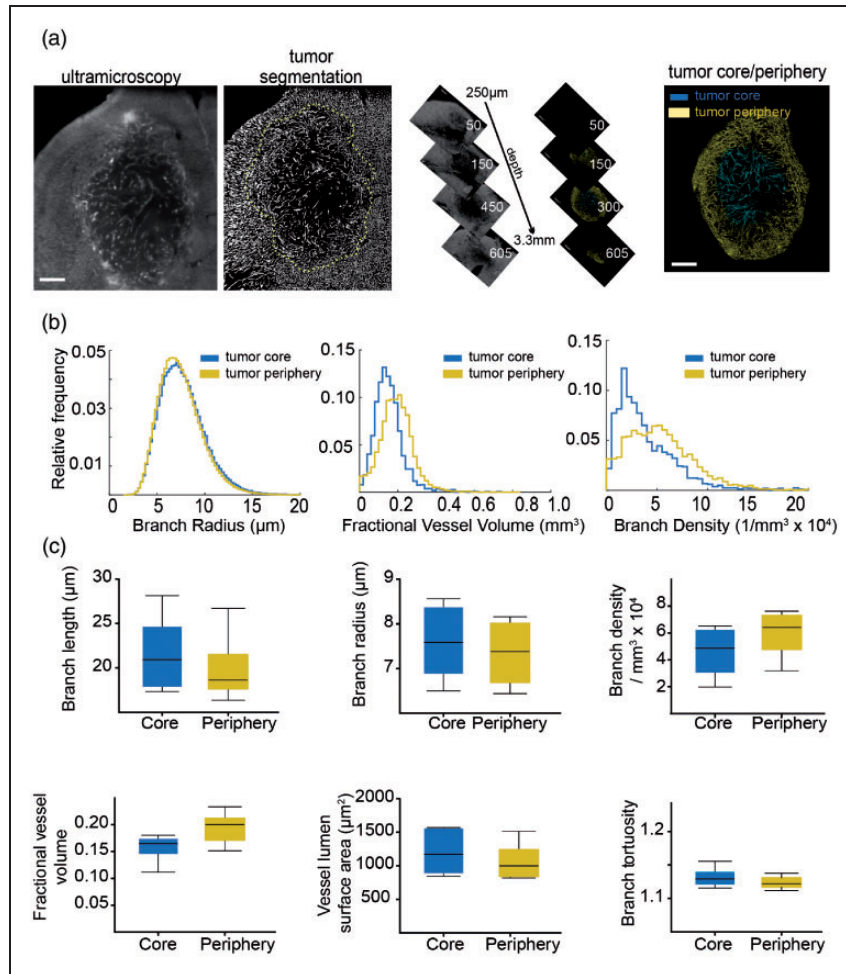 (a)
ultramicroscopy
tumor
segmentation
250µm
50
150
450
605
depth
3.3mm
50
150
300
605
tumor core/periphery
tumor core
tumor periphery
(b)
Relative frequency
0.05
0.03
0.01
0 5 10 15 20
Branch Radius (µm)
tumor core
tumor periphery
0.15
0.10
0.05
0 0.2 0.4 0.6 0.8 1.0
Fractional Vessel Volume (mm³)
tumor core
tumor periphery
0.15
0.10
0.05
0 5 10 15 20
Branch Density (1/mm³ x 10⁴)
tumor core
tumor periphery
(c)
Branch length (µm)
30
25
20
Core Periphery
Branch radius (µm)
9
8
7
Core Periphery
Branch density
/ mm³ x 10⁴
8
6
4
2
Core Periphery
Fractional vessel
volume
0.20
0.15
0.10
0.05
Core Periphery
Vessel lumen
surface area (µm²)
2000
1500
1000
500
Core Periphery
Branch tortuosity
1.2
1.1
Core Periphery